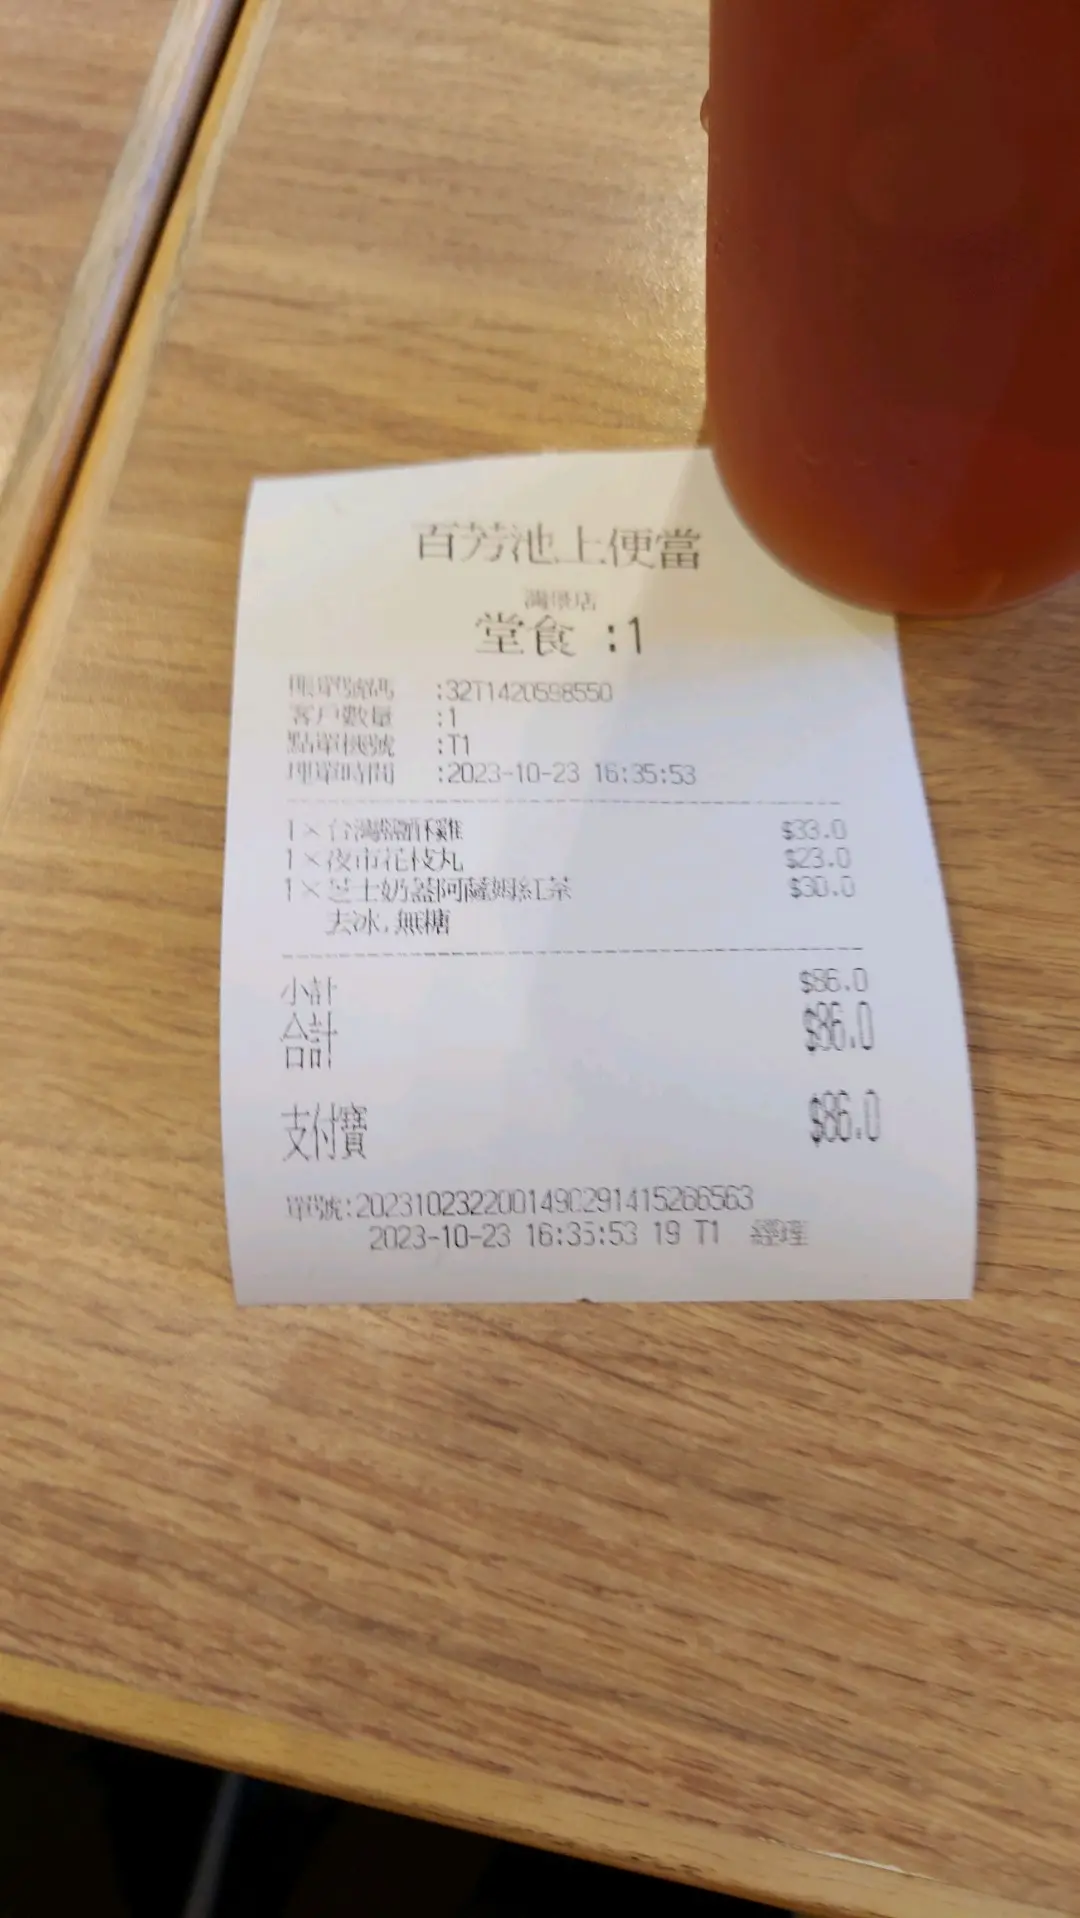 百芳池上便當
灣景店
堂食 :1
賬單號碼 :32T1420598550
客戶數量 :1
點單機號 :T1
埋單時間 :2023-10-23 16:35:53
1×台灣鹽酥雞 $33.0
1×夜市花枝丸 $23.0
1×芝士奶蓋阿薩姆紅茶 $30.0
去冰,無糖
小計 $86.0
合計 $86.0
支付寶 $86.0
單號:2023102322001490291415266563
2023-10-23 16:35:53 19 T1 經理